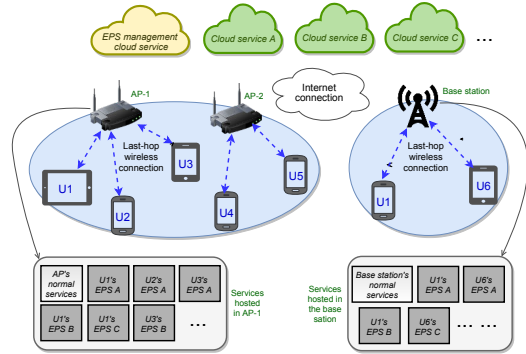 EPS management
cloud service
Cloud service A
Cloud service B
Cloud service C
...
AP-1
AP-2
Internet
connection
Base station
Last-hop
wireless
connection
U1
U2
U3
U4
U5
Last-hop
wireless
connection
U1
U6
AP's
normal
services
U1's
EPS A
U2's
EPS A
U3's
EPS A
U1's
EPS B
U1's
EPS C
U3's
EPS B
...
Services
hosted
in AP-1
Services
hosted in
the base
sation
Base station's
normal
services
U1's
EPS A
U6's
EPS A
U1's
EPS B
U6's
EPS C
... ...